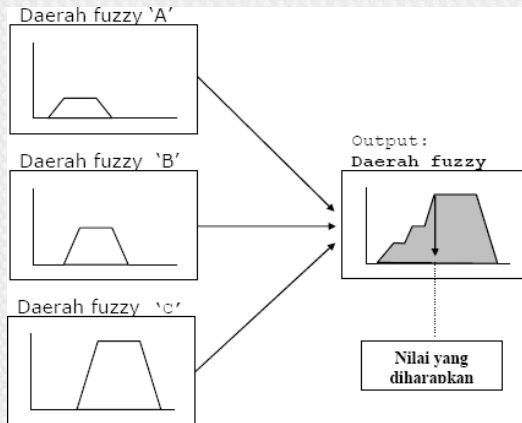 Daerah fuzzy 'A'
Daerah fuzzy 'B'
Daerah fuzzy 'C'
Output:
Daerah fuzzy
Nilai yang
diharapkan